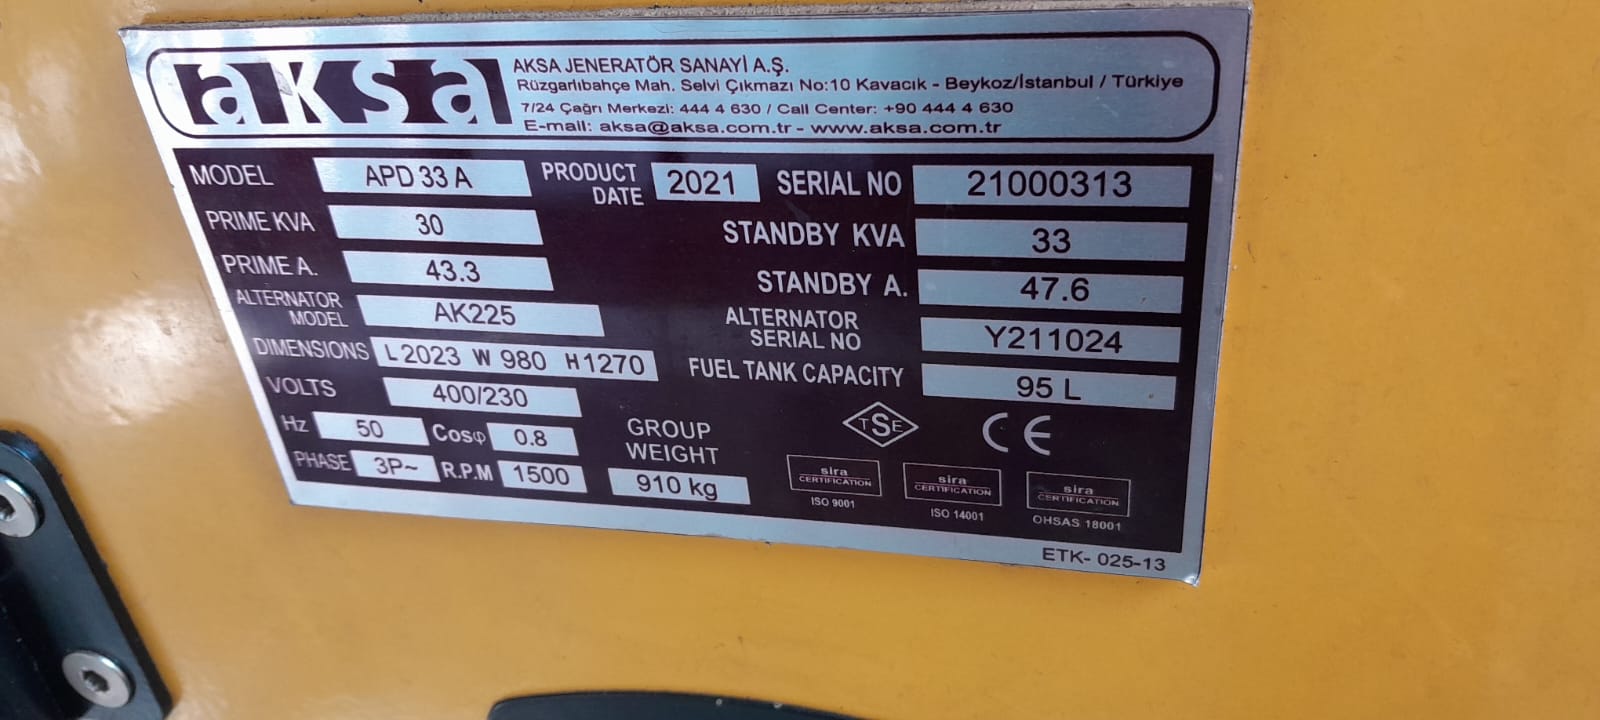 aksa
AKSA JENERATÖR SANAYİ A.Ş.
Rüzgarlıbahçe Mah. Selvi Çıkmazı No:10 Kavacık - Beykoz/İstanbul / Türkiye
7/24 Çağrı Merkezi: 444 4 630 / Call Center: +90 444 4 630
E-mail: aksa@aksa.com.tr - www.aksa.com.tr
MODEL APD 33 A PRODUCT DATE 2021 SERIAL NO 21000313
PRIME KVA 30 STANDBY KVA 33
PRIME A. 43.3 STANDBY A. 47.6
ALTERNATOR MODEL AK225 ALTERNATOR SERIAL NO Y211024
DIMENSIONS L 2023 W 980 H 1270 FUEL TANK CAPACITY 95 L
VOLTS 400/230
Hz 50 Cosφ 0.8 GROUP WEIGHT 910 kg
PHASE 3P~ R.P.M 1500
TSE CE
sira CERTIFICATION ISO 9001
sira CERTIFICATION ISO 14001
sira CERTIFICATION OHSAS 18001
ETK- 025-13